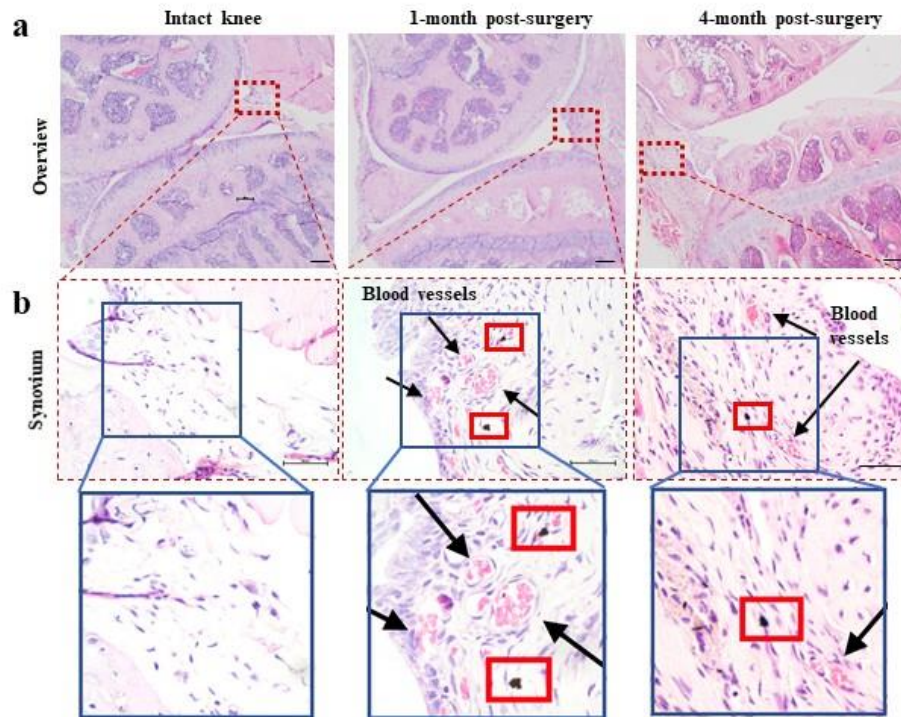 a
Intact knee
1-month post-surgery
4-month post-surgery
Overview
b
Synovium
Blood vessels
Blood
vessels